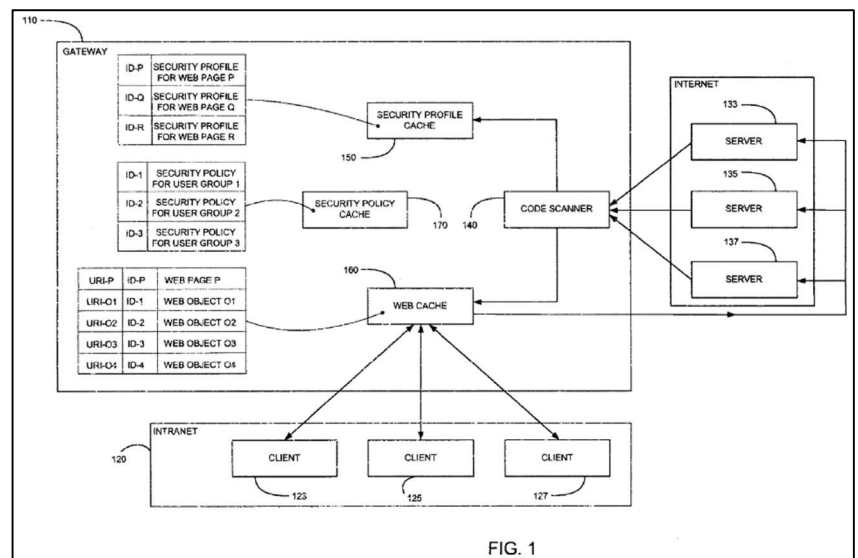 110
GATEWAY
ID-P SECURITY PROFILE FOR WEB PAGE P
ID-Q SECURITY PROFILE FOR WEB PAGE Q
ID-R SECURITY PROFILE FOR WEB PAGE R
SECURITY PROFILE CACHE
150
ID-1 SECURITY POLICY FOR USER GROUP 1
ID-2 SECURITY POLICY FOR USER GROUP 2
ID-3 SECURITY POLICY FOR USER GROUP 3
SECURITY POLICY CACHE
170
140
CODE SCANNER
INTERNET
133
SERVER
135
SERVER
137
SERVER
160
WEB CACHE
URI-P ID-P WEB PAGE P
URI-O1 ID-1 WEB OBJECT O1
URI-O2 ID-2 WEB OBJECT O2
URI-O3 ID-3 WEB OBJECT O3
URI-O4 ID-4 WEB OBJECT O4
INTRANET
120
CLIENT
CLIENT
CLIENT
123
125
127
FIG. 1